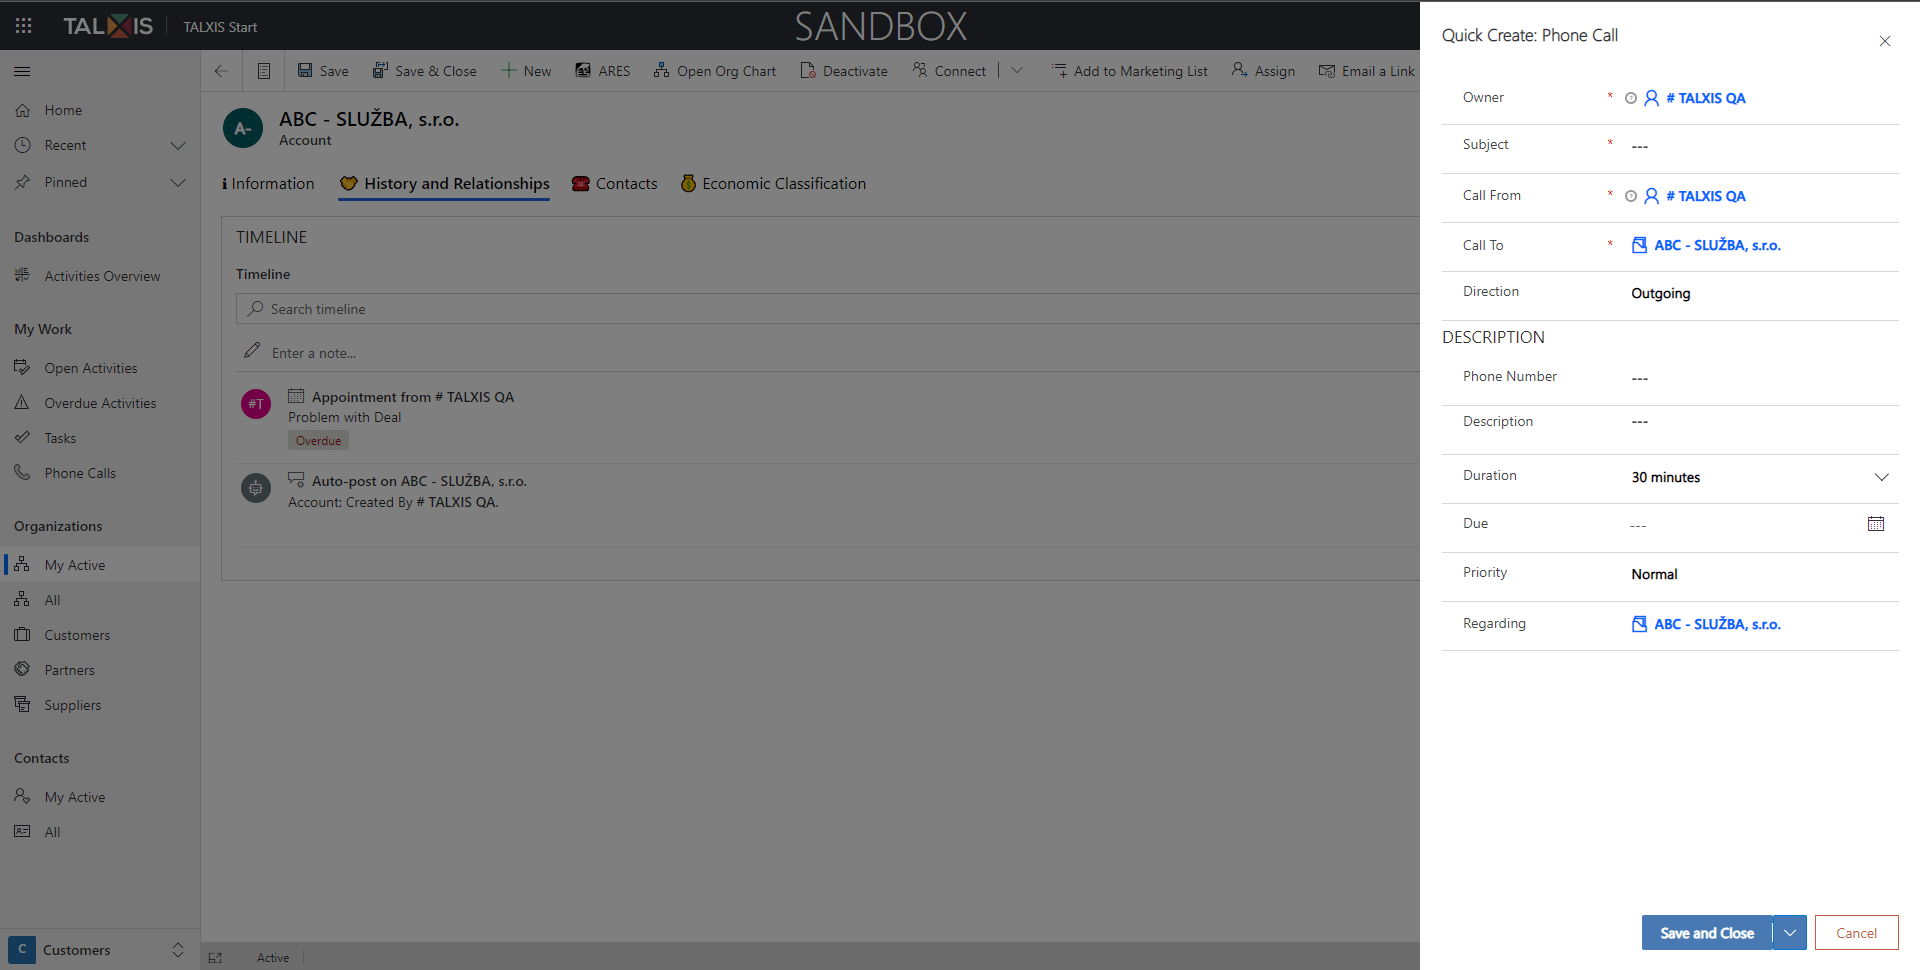 TALXIS
TALXIS Start
SANDBOX
Home
Recent
Pinned
Dashboards
Activities Overview
My Work
Open Activities
Overdue Activities
Tasks
Phone Calls
Organizations
My Active
All
Customers
Partners
Suppliers
Contacts
My Active
All
C Customers
Save
Save & Close
New
ARES
Open Org Chart
Deactivate
Connect
Add to Marketing List
Assign
Email a Link
A-
ABC - SLUŽBA, s.r.o.
Account
Information
History and Relationships
Contacts
Economic Classification
TIMELINE
Timeline
Search timeline
Enter a note...
#T
Appointment from # TALXIS QA
Problem with Deal
Overdue
Auto-post on ABC - SLUŽBA, s.r.o.
Account: Created By # TALXIS QA.
Active
Quick Create: Phone Call
Owner * # TALXIS QA
Subject * ---
Call From * # TALXIS QA
Call To * ABC - SLUŽBA, s.r.o.
Direction Outgoing
DESCRIPTION
Phone Number ---
Description ---
Duration 30 minutes
Due ---
Priority Normal
Regarding ABC - SLUŽBA, s.r.o.
Save and Close
Cancel